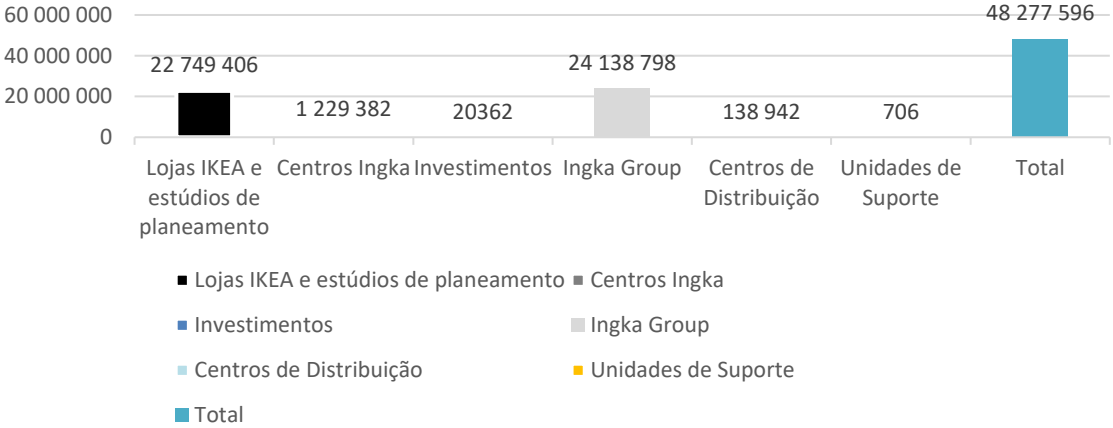 60 000 000
40 000 000
20 000 000
0
22 749 406
1 229 382
20362
24 138 798
138 942
706
48 277 596
Lojas IKEA e
estúdios de
planeamento
Centros Ingka
Investimentos
Ingka Group
Centros de
Distribuição
Unidades de
Suporte
Total
Lojas IKEA e estúdios de planeamento
Centros Ingka
Investimentos
Ingka Group
Centros de Distribuição
Unidades de Suporte
Total